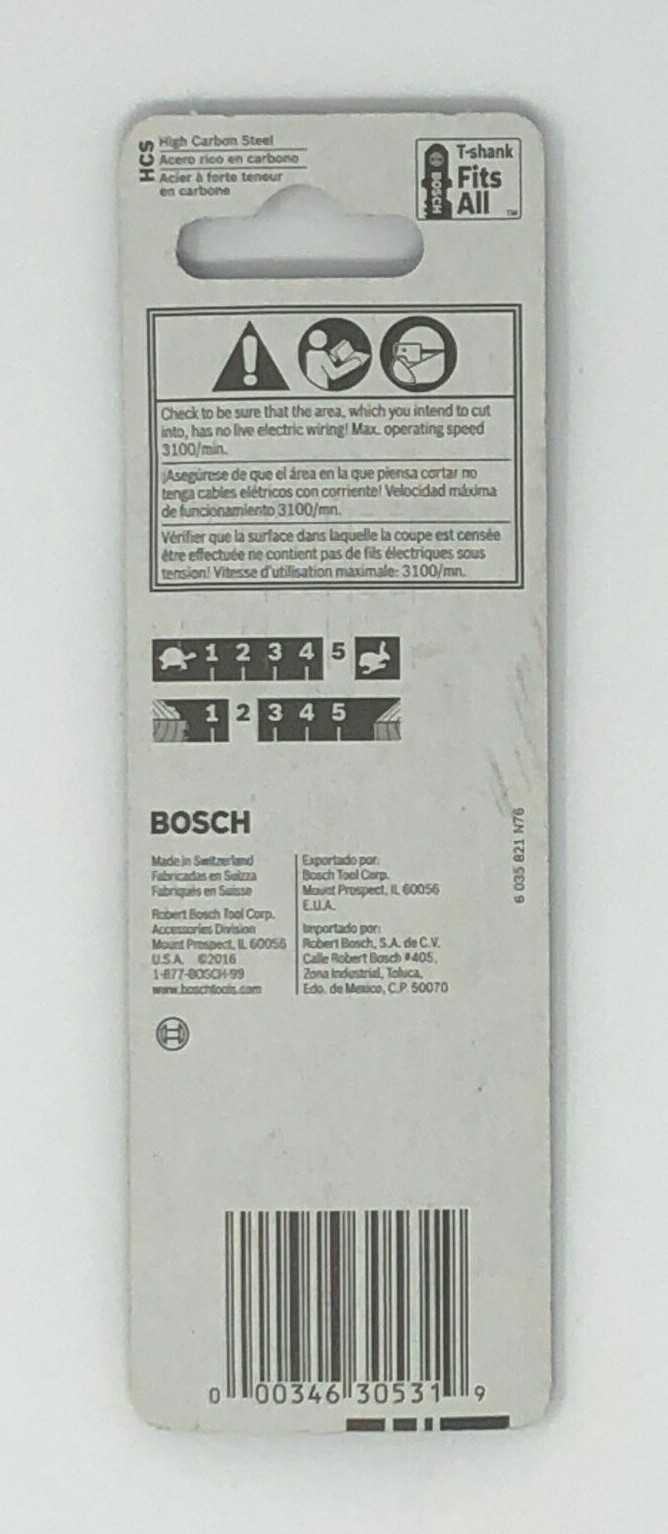 HCS
High Carbon Steel
Acero rico en carbono
Acier à forte teneur
en carbone
BOSCH
T-shank
Fits
All ™
Check to be sure that the area, which you intend to cut
into, has no live electric wiring! Max. operating speed
3100/min.
¡Asegúrese de que el área en la que piensa cortar no
tenga cables elétricos con corriente! Velocidad máxima
de funcionamiento 3100/mn.
Vérifier que la surface dans laquelle la coupe est censée
être effectuée ne contient pas de fils électriques sous
tension! Vitesse d'utilisation maximale: 3100/mn.
1 2 3 4 5
1 2 3 4 5
BOSCH
Made in Switzerland
Fabricadas en Suizza
Fabriqués en Suisse
Robert Bosch Tool Corp.
Accessories Division
Mount Prospect, IL 60056
U.S.A. ©2016
1-877-BOSCH-99
www.boschtools.com
Exportado por:
Bosch Tool Corp.
Mount Prospect, IL 60056
E.U.A.
Importado por:
Robert Bosch, S.A. de C.V.
Calle Robert Bosch #405,
Zona Industrial, Toluca,
Edo. de Mexico, C.P. 50070
6 035 821 N76
0 00346 30531 9